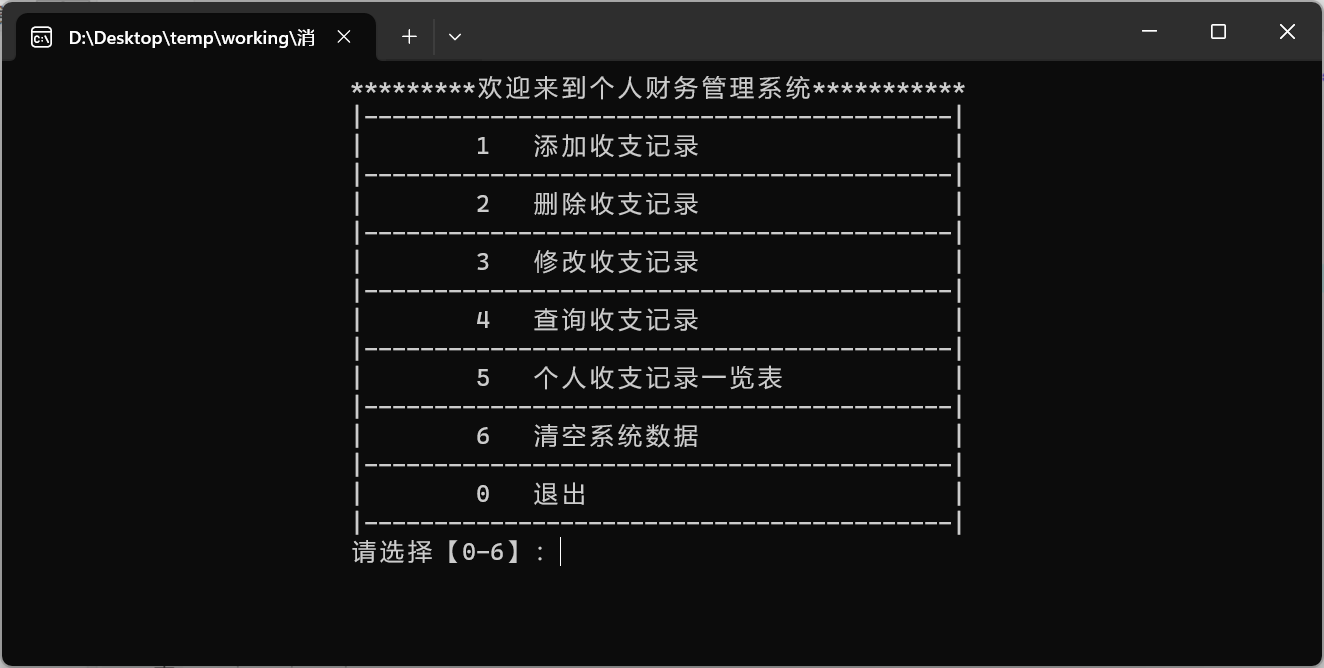 D:\Desktop\temp\working\消
*********欢迎来到个人财务管理系统***********
|------------------------------------------|
| 1 添加收支记录 |
|------------------------------------------|
| 2 删除收支记录 |
|------------------------------------------|
| 3 修改收支记录 |
|------------------------------------------|
| 4 查询收支记录 |
|------------------------------------------|
| 5 个人收支记录一览表 |
|------------------------------------------|
| 6 清空系统数据 |
|------------------------------------------|
| 0 退出 |
|------------------------------------------|
请选择【0-6】: